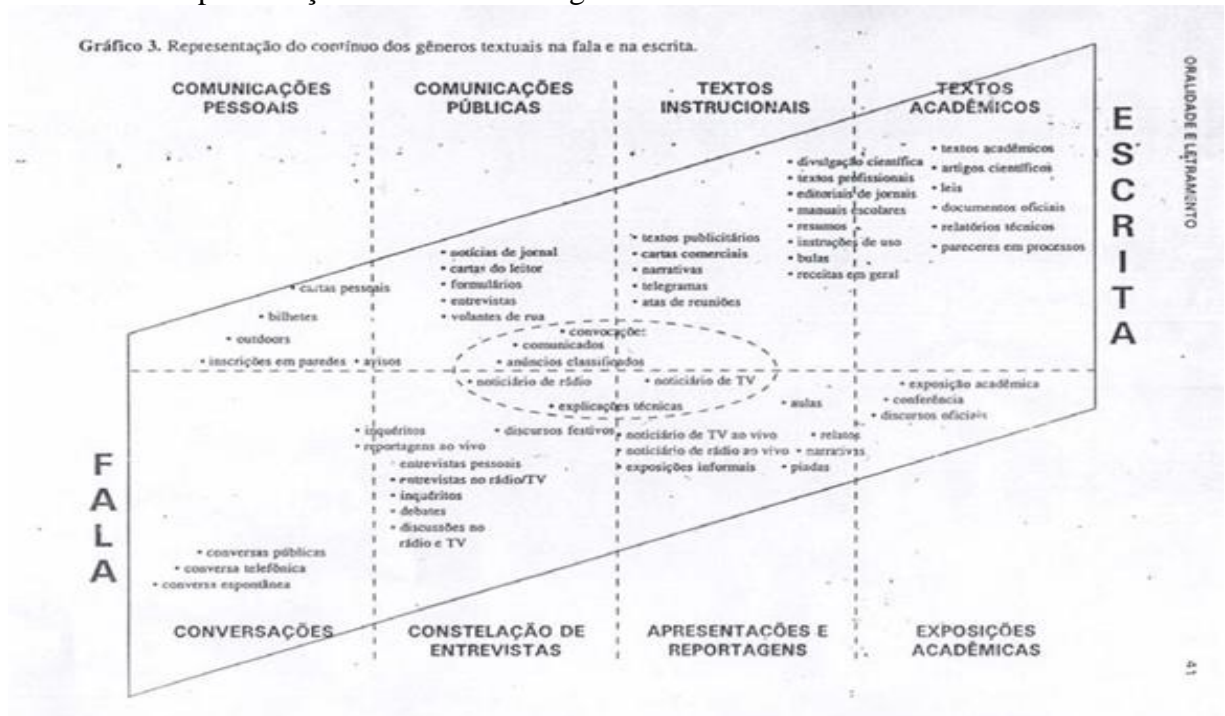 Gráfico 3. Representação do contínuo dos gêneros textuais na fala e na escrita.
COMUNICAÇÕES
PESSOAIS
COMUNICAÇÕES
PÚBLICAS
TEXTOS
INSTRUCIONAIS
TEXTOS
ACADÊMICOS
ESCRITA
ORALIDADE E LETRAMENTO
• cartas pessoais
• bilhetes
• outdoors
• inscrições em paredes • avisos
• notícias de jornal
• cartas do leitor
• formulários
• entrevistas
• volantes de rua
• convocações
• comunicados
• anúncios classificados
• noticiário de rádio
• noticiário de TV
• explicações técnicas
• textos publicitários
• cartas comerciais
• narrativas
• telegramas
• atas de reuniões
• divulgação científica
• textos profissionais
• editoriais de jornais
• manuais escolares
• resumos
• instruções de uso
• bulas
• receitas em geral
• textos acadêmicos
• artigos científicos
• leis
• documentos oficiais
• relatórios técnicos
• pareceres em processos
FALA
• conversas públicas
• conversa telefônica
• conversa espontânea
• inquéritos
• reportagens ao vivo
• entrevistas pessoais
• entrevistas no rádio/TV
• inquéritos
• debates
• discussões no
rádio e TV
• discursos festivos
• noticiário de TV ao vivo
• noticiário de rádio ao vivo
• exposições informais
• aulas
• relatos
• narrativas
• piadas
• exposição acadêmica
• conferência
• discursos oficiais
CONVERSAÇÕES
CONSTELAÇÃO DE
ENTREVISTAS
APRESENTAÇÕES E
REPORTAGENS
EXPOSIÇÕES
ACADÊMICAS
41